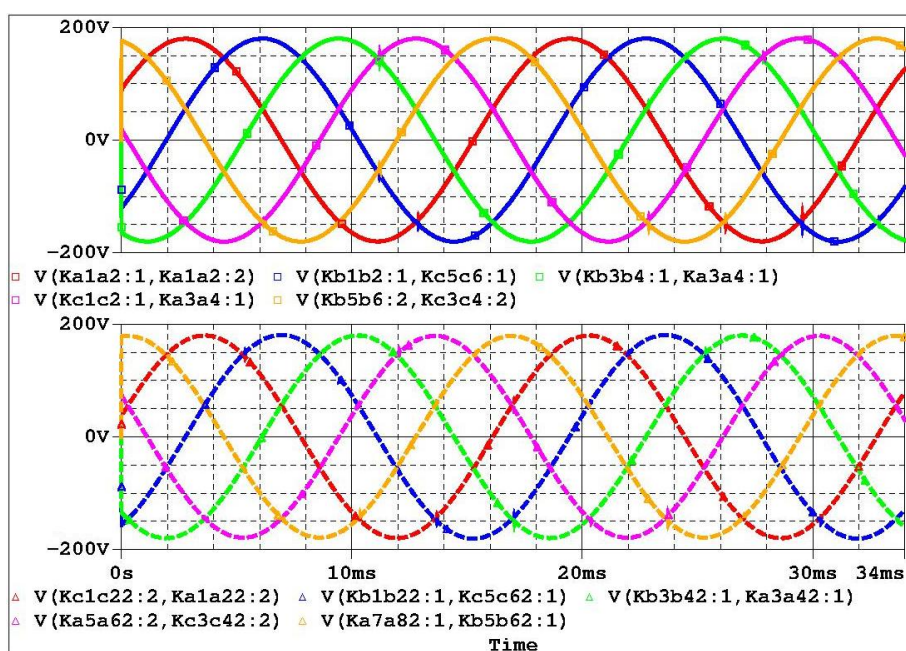 200V
0V
-200V
V(Ka1a2:1,Ka1a2:2) V(Kb1b2:1,Kc5c6:1) V(Kb3b4:1,Ka3a4:1)
V(Kc1c2:1,Ka3a4:1) V(Kb5b6:2,Kc3c4:2)
200V
0V
-200V
0s 10ms 20ms 30ms 34ms
V(Kc1c22:2,Ka1a22:2) V(Kb1b22:1,Kc5c62:1) V(Kb3b42:1,Ka3a42:1)
V(Ka5a62:2,Kc3c42:2) V(Ka7a82:1,Kb5b62:1)
Time